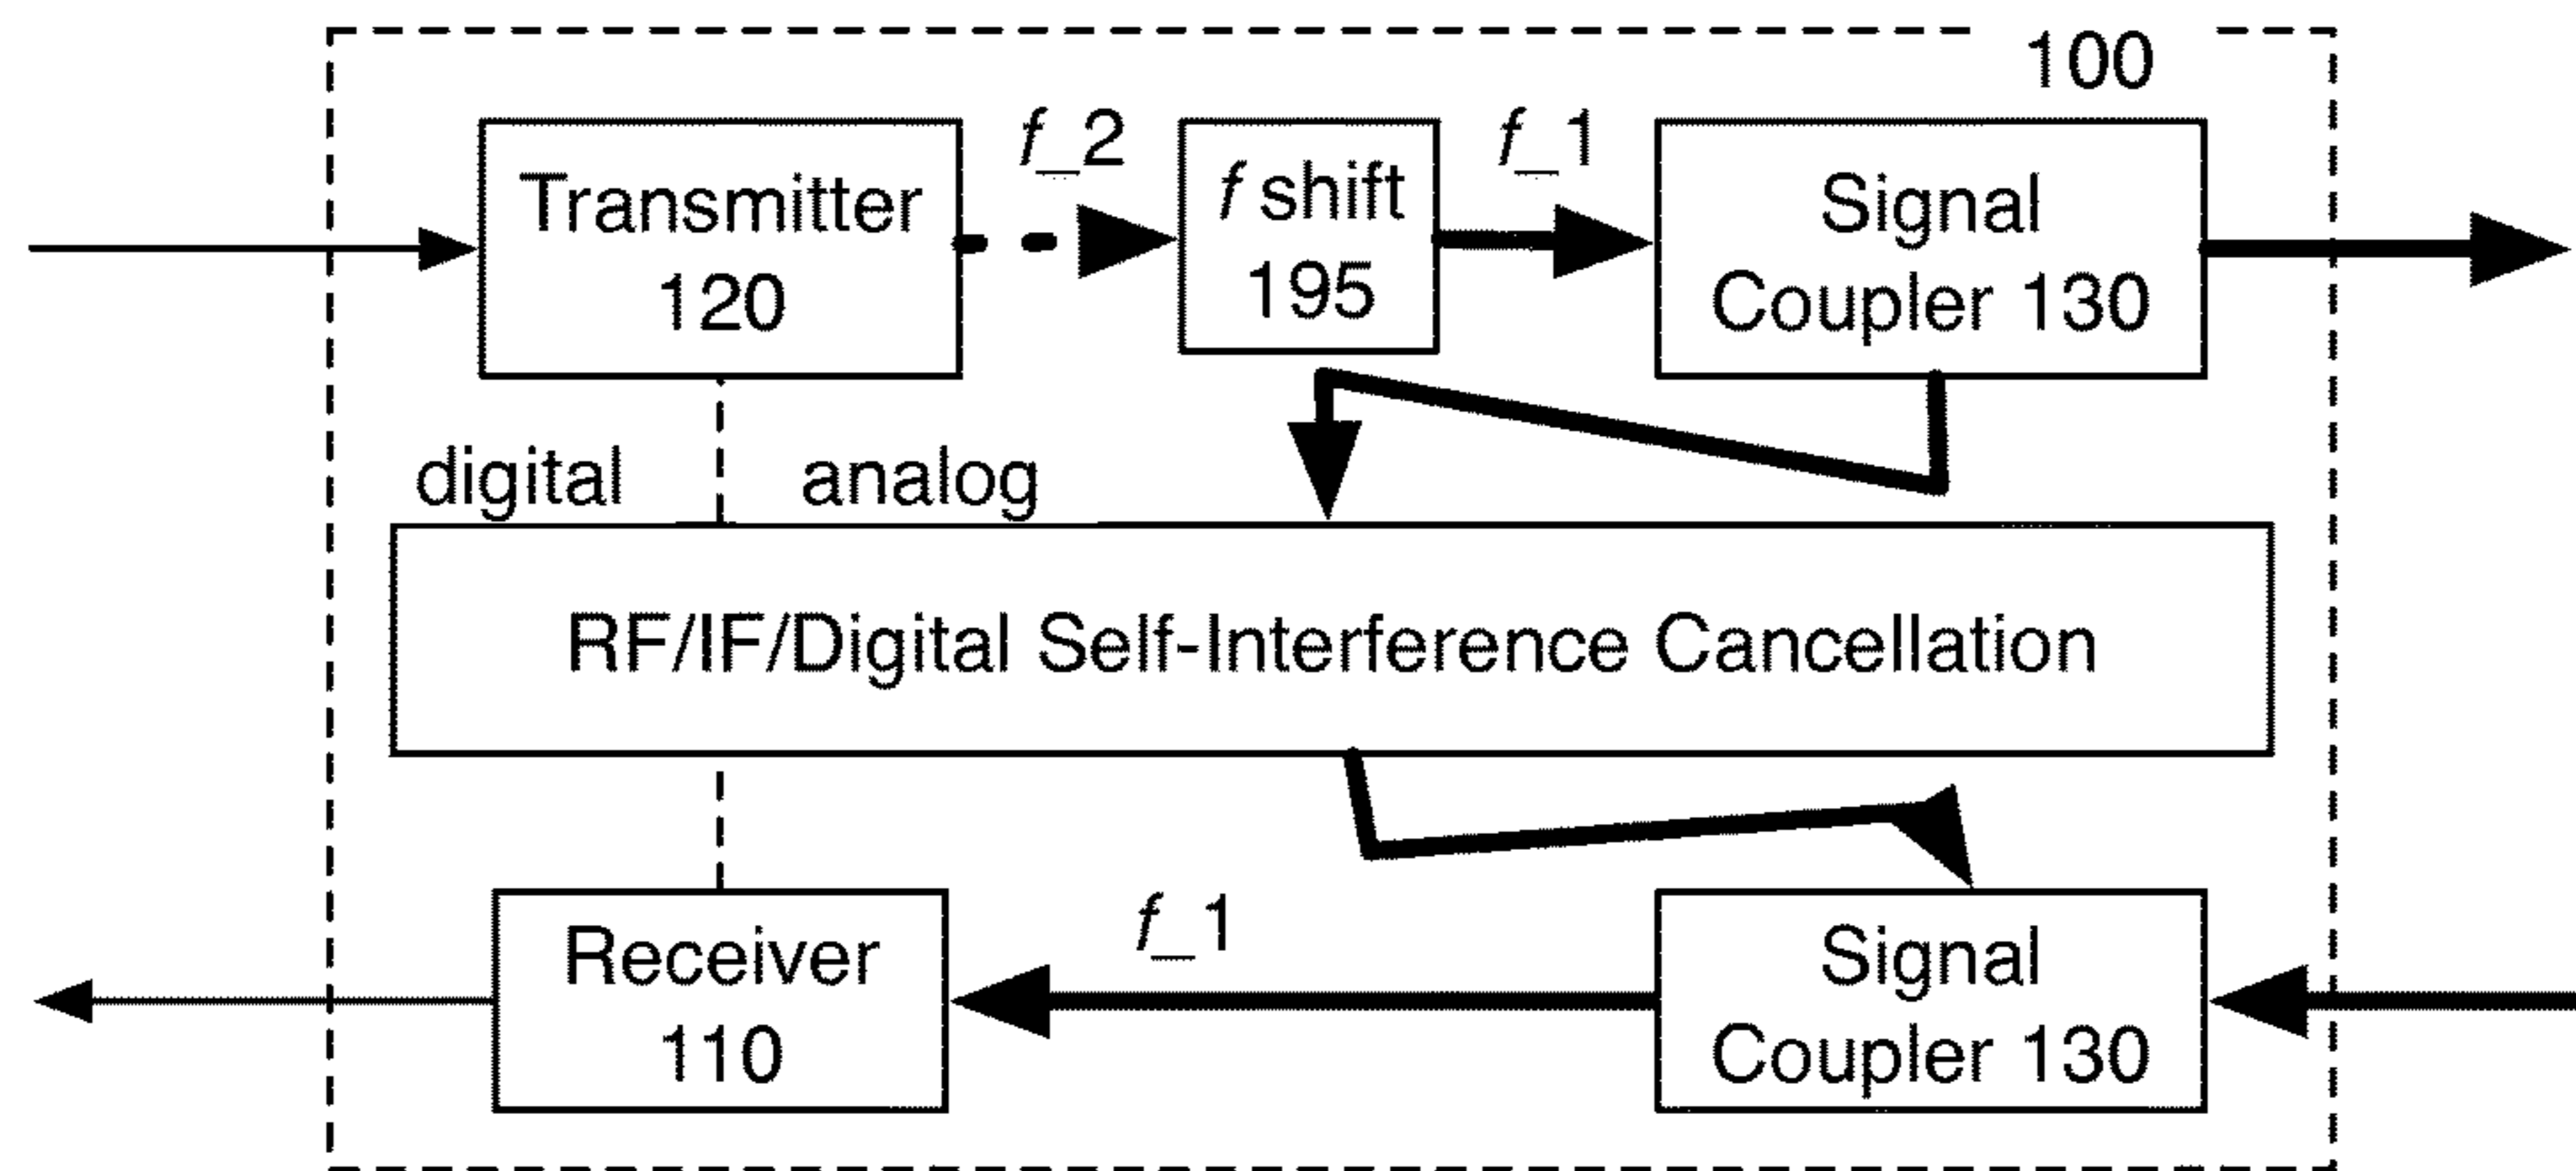 100
Transmitter
120
f_2
f shift
195
f_1
Signal
Coupler 130
digital
analog
RF/IF/Digital Self-Interference Cancellation
Receiver
110
f_1
Signal
Coupler 130